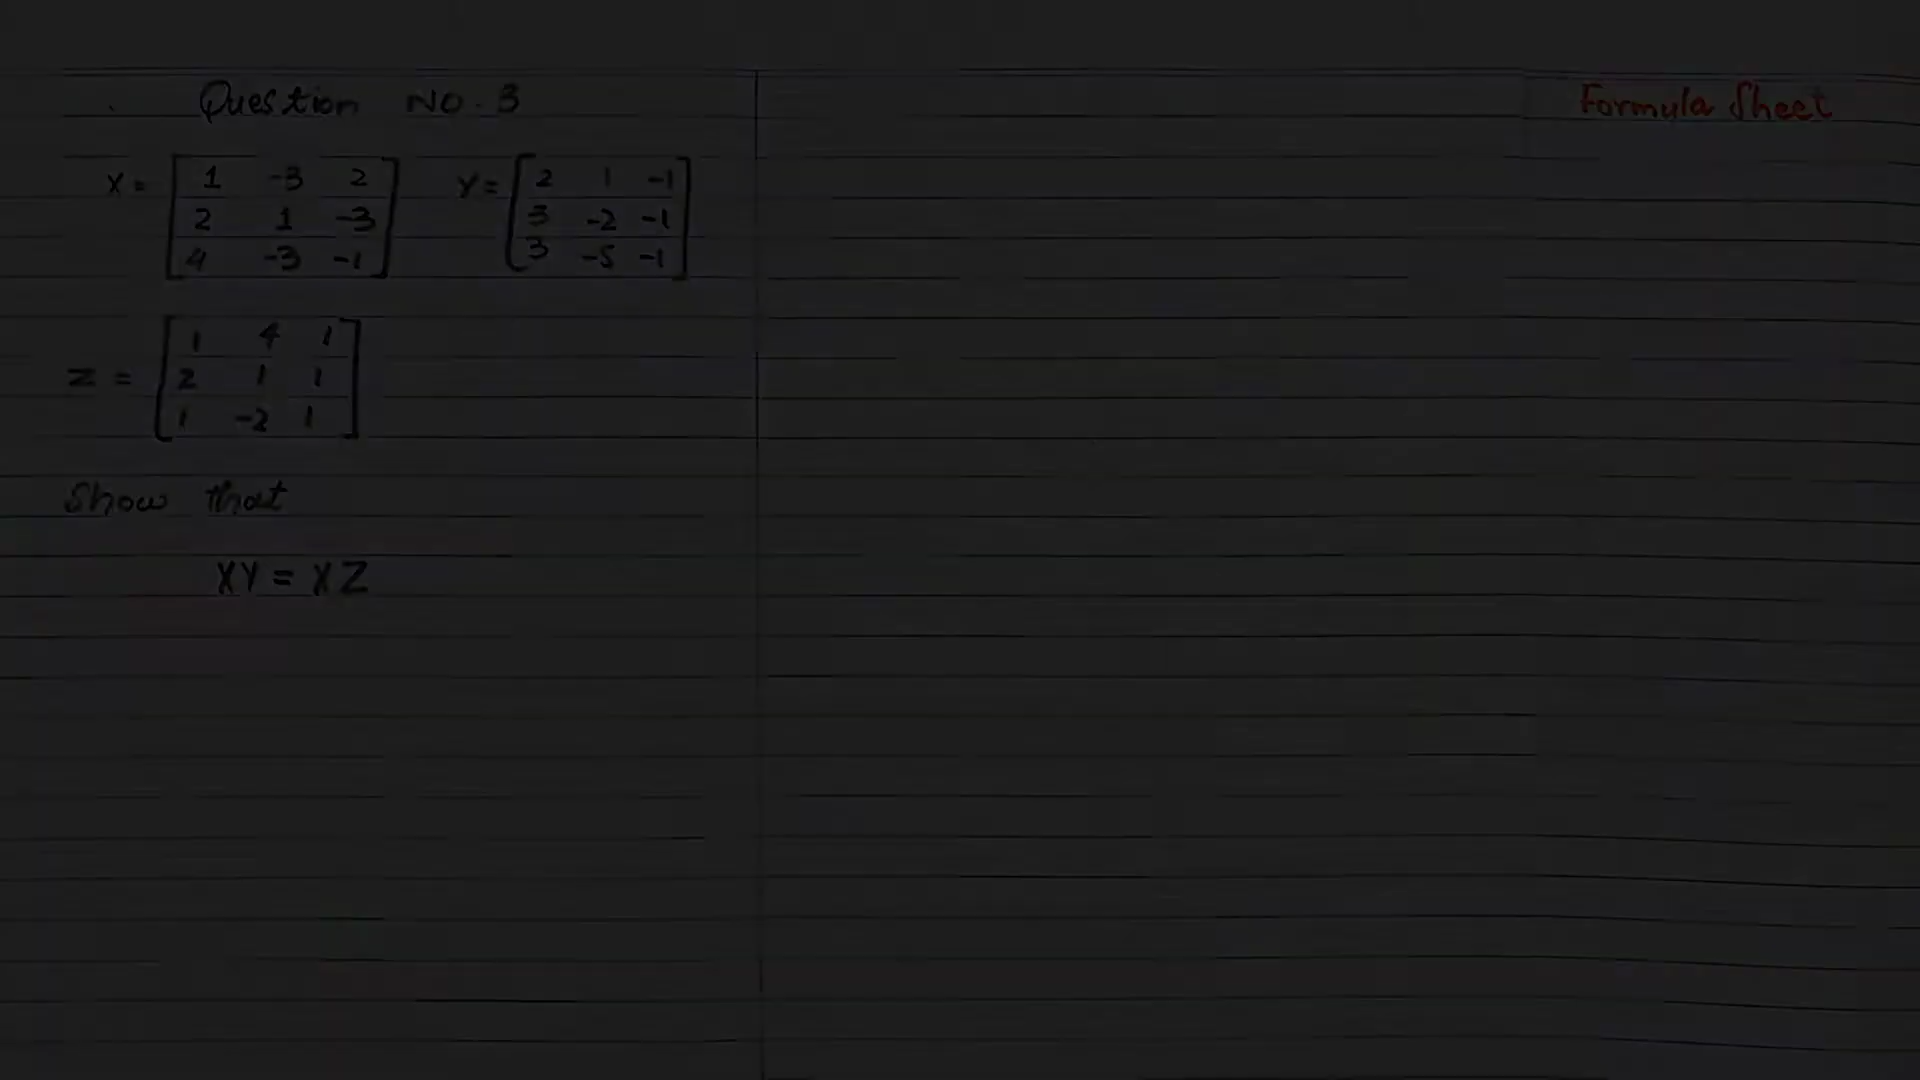 Question No. 3
Formula Sheet
X = [1 -3 2
2 1 -3
4 -3 -1]
Y = [2 1 -1
3 -2 -1
3 -5 -1]
Z = [1 4 1
2 1 1
1 -2 1]
Show that
XY = XZ